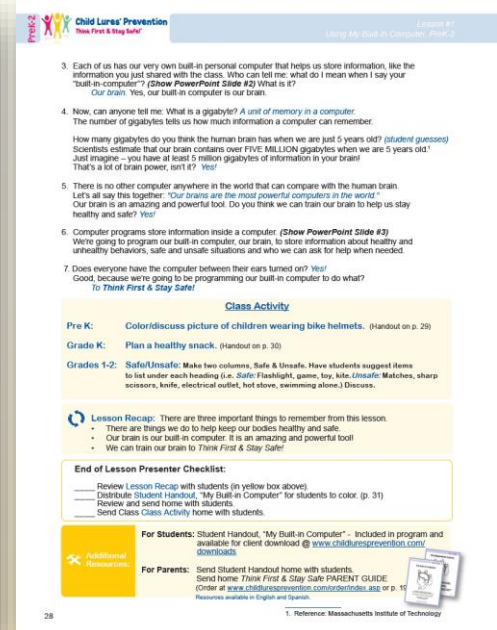 PreK-2
Child Lures® Prevention
Think First & Stay Safe™
Lesson #1
Using My Built-In Computer, PreK-2
3. Each of us has our very own built-in personal computer that helps us store information, like the
information you just shared with the class. Who can tell me: what do I mean when I say your
"built-in-computer"? (Show PowerPoint Slide #2) What is it?
Our brain. Yes, our built-in computer is our brain.
4. Now, can anyone tell me: What is a gigabyte? A unit of memory in a computer.
The number of gigabytes tells us how much information a computer can remember.
How many gigabytes do you think the human brain has when we are just 5 years old? (student guesses)
Scientists estimate that our brain contains over FIVE MILLION gigabytes when we are 5 years old.¹
Just imagine – you have at least 5 million gigabytes of information in your brain!
That's a lot of brain power, isn't it? Yes!
5. There is no other computer anywhere in the world that can compare with the human brain.
Let's all say this together: "Our brains are the most powerful computers in the world."
Our brain is an amazing and powerful tool. Do you think we can train our brain to help us stay
healthy and safe? Yes!
6. Computer programs store information inside a computer. (Show PowerPoint Slide #3)
We're going to program our built-in computer, our brain, to store information about healthy and
unhealthy behaviors, safe and unsafe situations and who we can ask for help when needed.
7. Does everyone have the computer between their ears turned on? Yes!
Good, because we're going to be programming our built-in computer to do what?
To Think First & Stay Safe!
Class Activity
Pre K: Color/discuss picture of children wearing bike helmets. (Handout on p. 29)
Grade K: Plan a healthy snack. (Handout on p. 30)
Grades 1-2: Safe/Unsafe: Make two columns, Safe & Unsafe. Have students suggest items
to list under each heading (i.e. Safe: Flashlight, game, toy, kite. Unsafe: Matches, sharp
scissors, knife, electrical outlet, hot stove, swimming alone.) Discuss.
Lesson Recap: There are three important things to remember from this lesson.
• There are things we do to help keep our bodies healthy and safe.
• Our brain is our built-in computer. It is an amazing and powerful tool!
• We can train our brain to Think First & Stay Safe!
End of Lesson Presenter Checklist:
_____ Review Lesson Recap with students (in yellow box above).
_____ Distribute Student Handout, "My Built-in Computer" for students to color. (p. 31)
_____ Review and send home with students.
_____ Send Class Class Activity home with students.
Additional
Resources:
For Students: Student Handout, "My Built-in Computer" - Included in program and
available for client download @ www.childluresprevention.com/
downloads
For Parents: Send Student Handout home with students.
Send home Think First & Stay Safe PARENT GUIDE
(Order at www.childluresprevention.com/order/index.asp or p. 19
Resources available in English and Spanish.
28
1. Reference: Massachusetts Institute of Technology